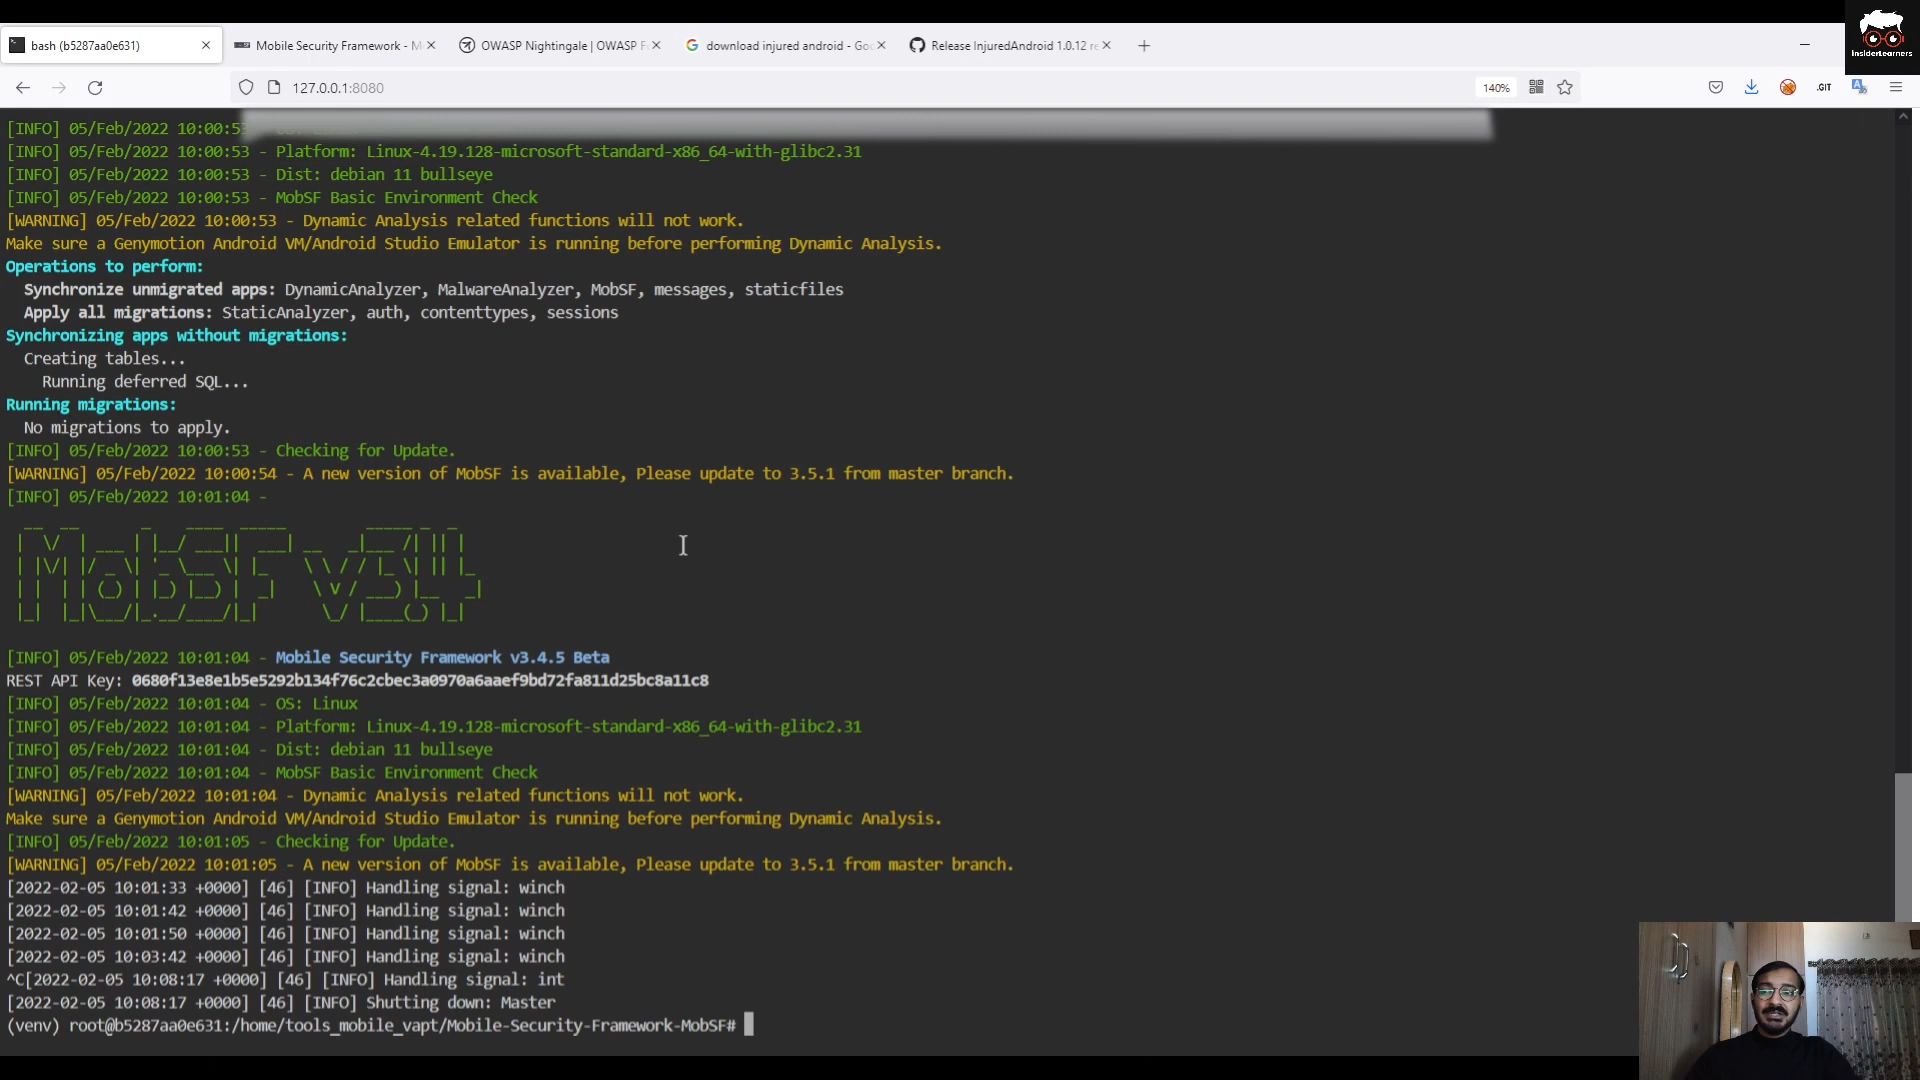 InsiderLearners
bash (b5287aa0e631)
Mobile Security Framework - M
OWASP Nightingale | OWASP F
download injured android - Goo
Release InjuredAndroid 1.0.12 re
127.0.0.1:8080
140%
.GIT
[INFO] 05/Feb/2022 10:00:53 - OS: Linux
[INFO] 05/Feb/2022 10:00:53 - Platform: Linux-4.19.128-microsoft-standard-x86_64-with-glibc2.31
[INFO] 05/Feb/2022 10:00:53 - Dist: debian 11 bullseye
[INFO] 05/Feb/2022 10:00:53 - MobSF Basic Environment Check
[WARNING] 05/Feb/2022 10:00:53 - Dynamic Analysis related functions will not work.
Make sure a Genymotion Android VM/Android Studio Emulator is running before performing Dynamic Analysis.
Operations to perform:
Synchronize unmigrated apps: DynamicAnalyzer, MalwareAnalyzer, MobSF, messages, staticfiles
Apply all migrations: StaticAnalyzer, auth, contenttypes, sessions
Synchronizing apps without migrations:
Creating tables...
Running deferred SQL...
Running migrations:
No migrations to apply.
[INFO] 05/Feb/2022 10:00:53 - Checking for Update.
[WARNING] 05/Feb/2022 10:00:54 - A new version of MobSF is available, Please update to 3.5.1 from master branch.
[INFO] 05/Feb/2022 10:01:04 -
MobSF v3.4
[INFO] 05/Feb/2022 10:01:04 - Mobile Security Framework v3.4.5 Beta
REST API Key: 0680f13e8e1b5e5292b134f76c2cbec3a0970a6aaef9bd72fa811d25bc8a11c8
[INFO] 05/Feb/2022 10:01:04 - OS: Linux
[INFO] 05/Feb/2022 10:01:04 - Platform: Linux-4.19.128-microsoft-standard-x86_64-with-glibc2.31
[INFO] 05/Feb/2022 10:01:04 - Dist: debian 11 bullseye
[INFO] 05/Feb/2022 10:01:04 - MobSF Basic Environment Check
[WARNING] 05/Feb/2022 10:01:04 - Dynamic Analysis related functions will not work.
Make sure a Genymotion Android VM/Android Studio Emulator is running before performing Dynamic Analysis.
[INFO] 05/Feb/2022 10:01:05 - Checking for Update.
[WARNING] 05/Feb/2022 10:01:05 - A new version of MobSF is available, Please update to 3.5.1 from master branch.
[2022-02-05 10:01:33 +0000] [46] [INFO] Handling signal: winch
[2022-02-05 10:01:42 +0000] [46] [INFO] Handling signal: winch
[2022-02-05 10:01:50 +0000] [46] [INFO] Handling signal: winch
[2022-02-05 10:03:42 +0000] [46] [INFO] Handling signal: winch
^C[2022-02-05 10:08:17 +0000] [46] [INFO] Handling signal: int
[2022-02-05 10:08:17 +0000] [46] [INFO] Shutting down: Master
(venv) root@b5287aa0e631:/home/tools_mobile_vapt/Mobile-Security-Framework-MobSF#